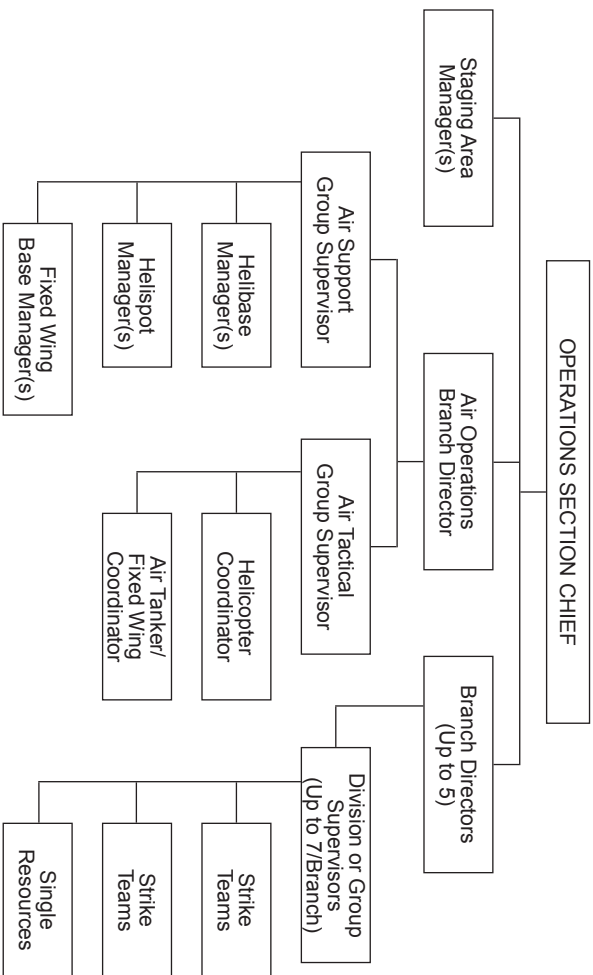 OPERATIONS SECTION CHIEF
Staging Area
Manager(s)
Air Operations
Branch Director
Branch Directors
(Up to 5)
Air Support
Group Supervisor
Air Tactical
Group Supervisor
Division or Group
Supervisors
(Up to 7/Branch)
Helibase
Manager(s)
Helicopter
Coordinator
Strike
Teams
Helispot
Manager(s)
Air Tanker/
Fixed Wing
Coordinator
Strike
Teams
Fixed Wing
Base Manager(s)
Single
Resources